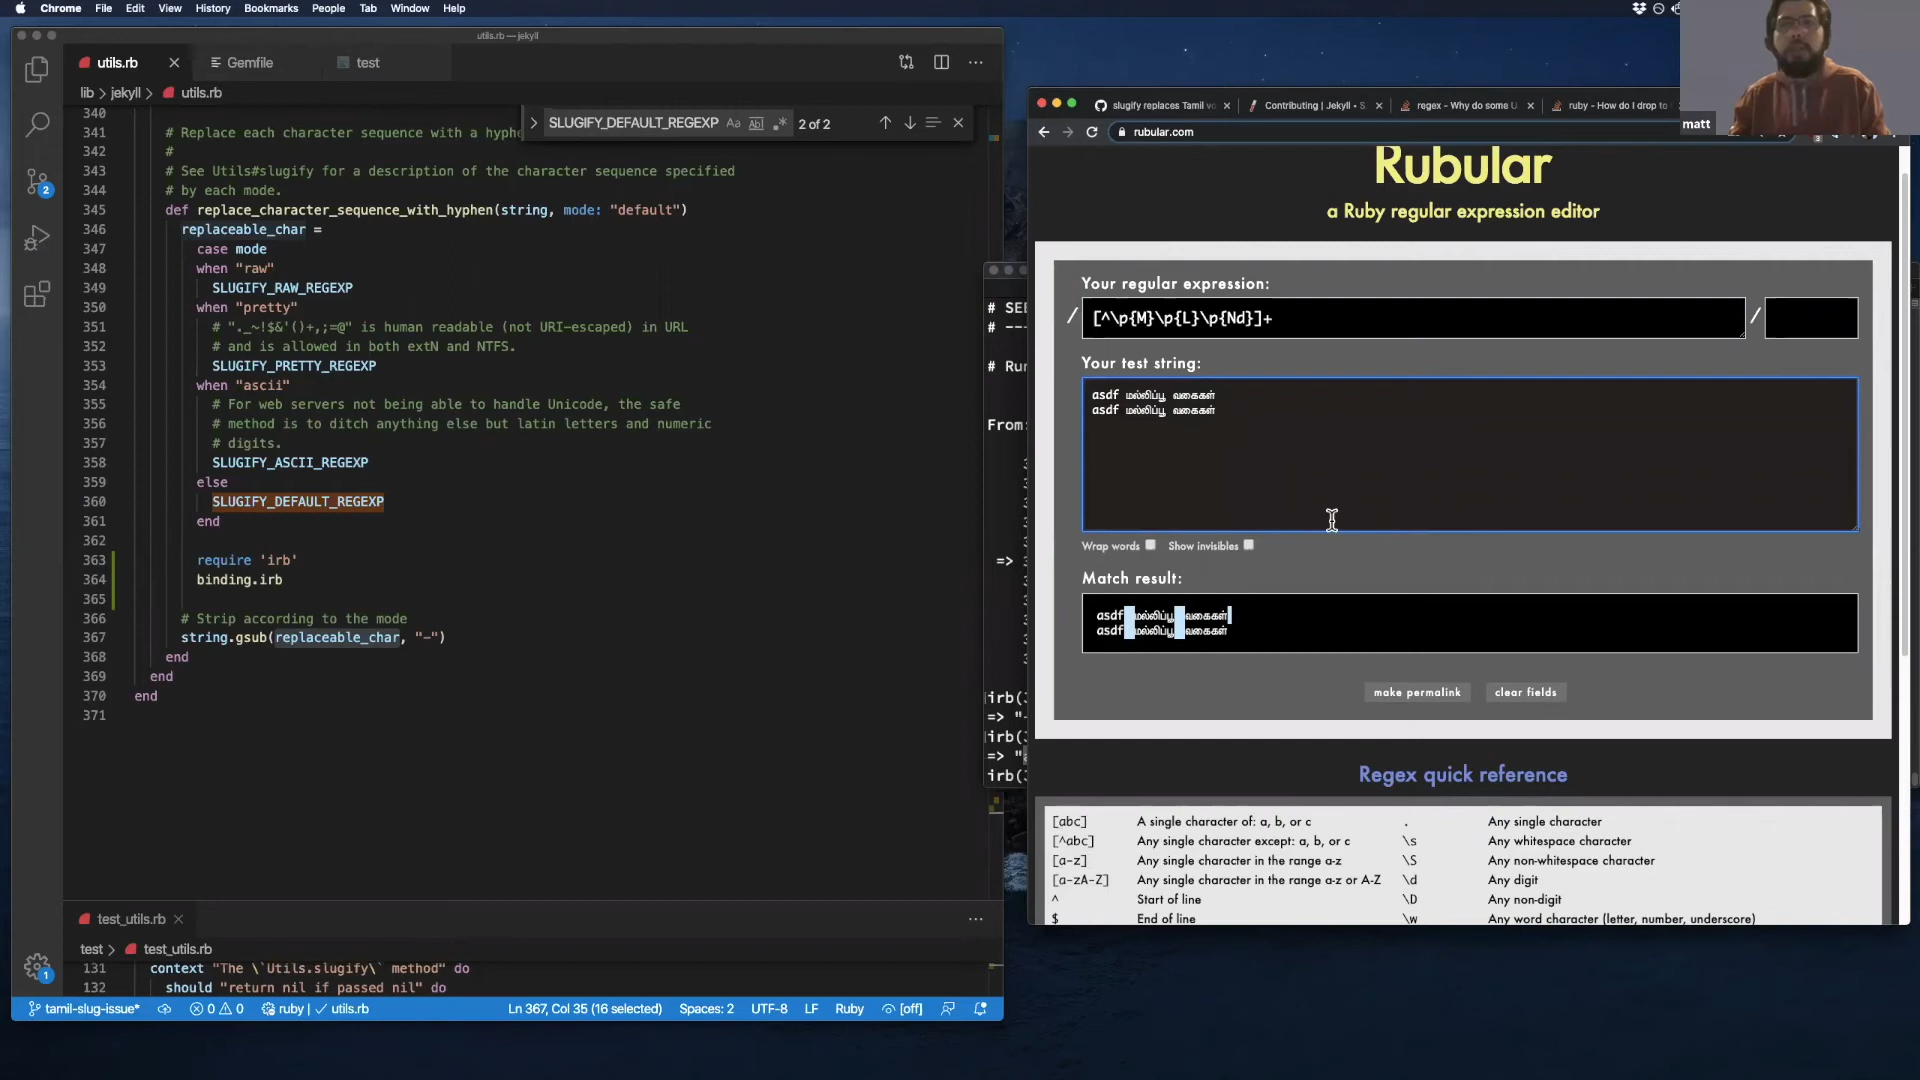 Chrome File Edit View History Bookmarks People Tab Window Help
utils.rb — jekyll
utils.rb
Gemfile
test
lib > jekyll > utils.rb
SLUGIFY_DEFAULT_REGEXP
2 of 2
340
341 # Replace each character sequence with a hyphe
342 #
343 # See Utils#slugify for a description of the character sequence specified
344 # by each mode.
345 def replace_character_sequence_with_hyphen(string, mode: "default")
346 replaceable_char =
347 case mode
348 when "raw"
349 SLUGIFY_RAW_REGEXP
350 when "pretty"
351 # "._~!$&'()+,;=@" is human readable (not URI-escaped) in URL
352 # and is allowed in both extN and NTFS.
353 SLUGIFY_PRETTY_REGEXP
354 when "ascii"
355 # For web servers not being able to handle Unicode, the safe
356 # method is to ditch anything else but latin letters and numeric
357 # digits.
358 SLUGIFY_ASCII_REGEXP
359 else
360 SLUGIFY_DEFAULT_REGEXP
361 end
362
363 require 'irb'
364 binding.irb
365
366 # Strip according to the mode
367 string.gsub(replaceable_char, "-")
368 end
369 end
370 end
371
test_utils.rb
test > test_utils.rb
131 context "The \`Utils.slugify\` method" do
132 should "return nil if passed nil" do
tamil-slug-issue* 0 0 ruby | ✓ utils.rb Ln 367, Col 35 (16 selected) Spaces: 2 UTF-8 LF Ruby [off]
# SEE
# ---
# Run
From:
=>
irb(
=> "
irb(
=> "
irb(
matt
slugify replaces Tamil vo
Contributing | Jekyll • S
regex - Why do some U
ruby - How do I drop to
rubular.com
Rubular
a Ruby regular expression editor
Your regular expression:
/ [^\p{M}\p{L}\p{Nd}]+ /
Your test string:
asdf மல்லிப்பூ வகைகள்
asdf மல்லிப்பூ வகைகள்
Wrap words Show invisibles
Match result:
asdf மல்லிப்பூ வகைகள்
asdf மல்லிப்பூ வகைகள்
make permalink clear fields
Regex quick reference
[abc] A single character of: a, b, or c . Any single character
[^abc] Any single character except: a, b, or c \s Any whitespace character
[a-z] Any single character in the range a-z \S Any non-whitespace character
[a-zA-Z] Any single character in the range a-z or A-Z \d Any digit
^ Start of line \D Any non-digit
$ End of line \w Any word character (letter, number, underscore)